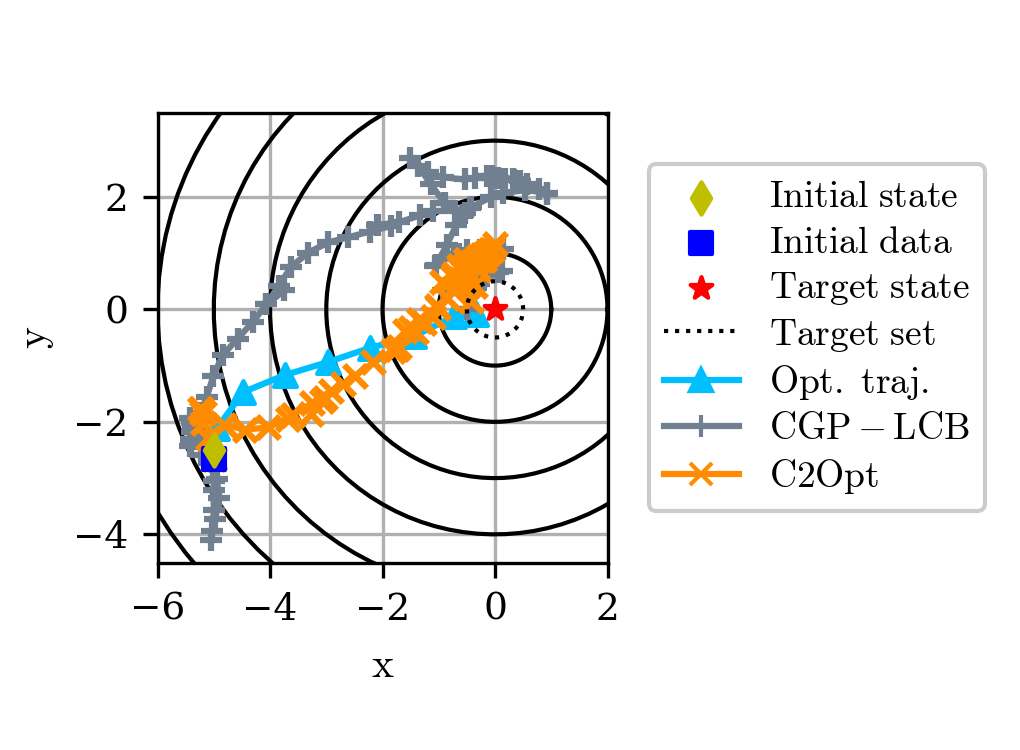 y
2
0
−2
−4
−6
−4
−2
0
2
x
Initial state
Initial data
Target state
Target set
Opt. traj.
CGP − LCB
C2Opt